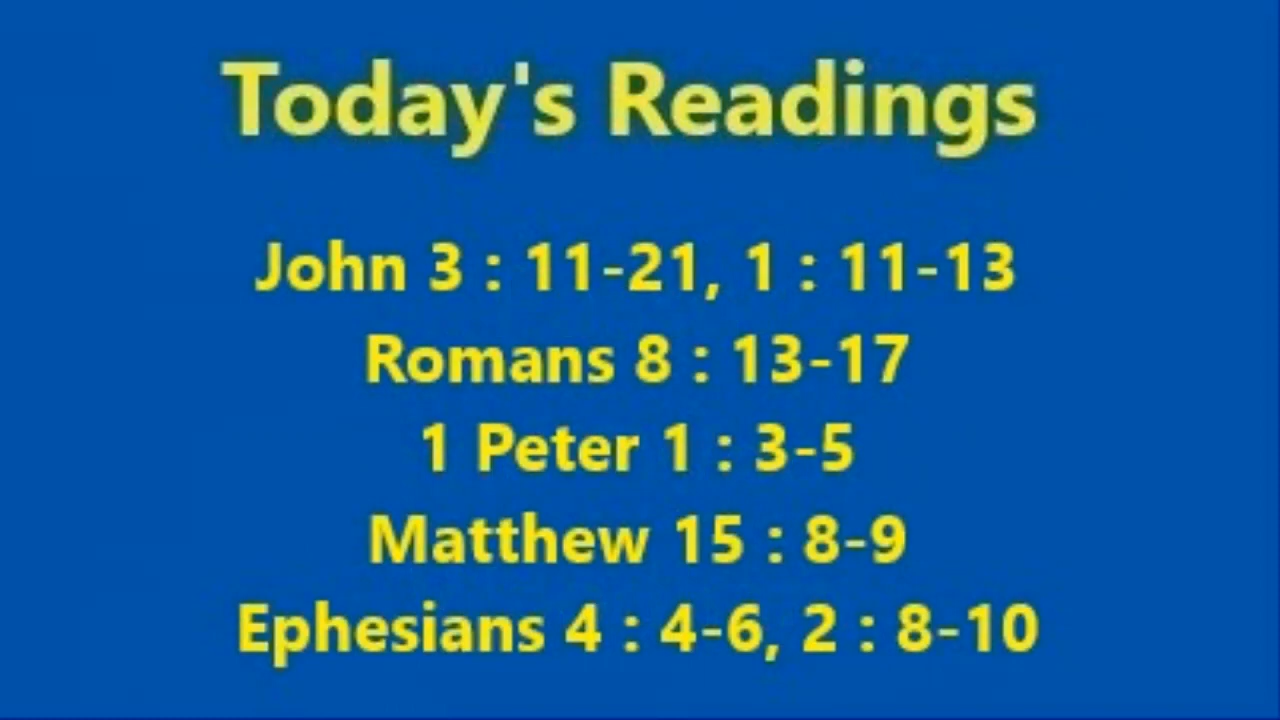 Today's Readings
John 3 : 11-21, 1 : 11-13
Romans 8 : 13-17
1 Peter 1 : 3-5
Matthew 15 : 8-9
Ephesians 4 : 4-6, 2 : 8-10